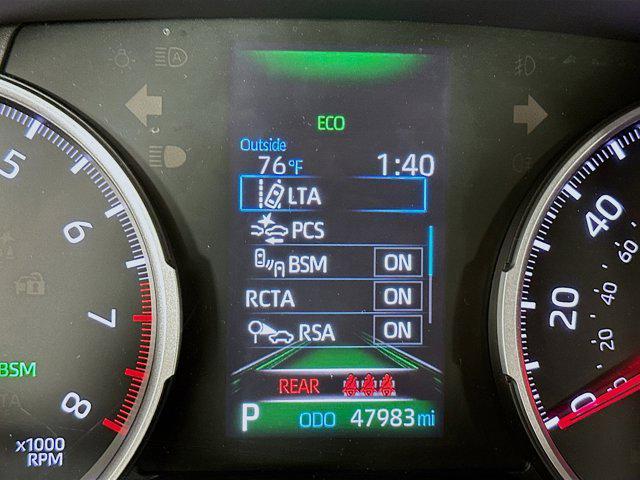 ECO
Outside
76 °F 1:40
LTA
PCS
BSM ON
RCTA ON
RSA ON
REAR
P ODO 47983 mi
5
6
7
8
x1000
RPM
BSM
40
20
0
60
40
20